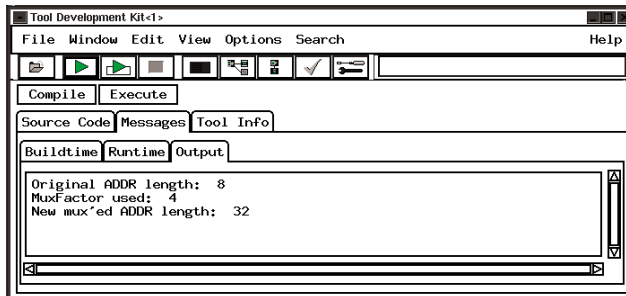 Tool Development Kit<1>
File Window Edit View Options Search Help
Compile Execute
Source Code Messages Tool Info
Buildtime Runtime Output
Original ADDR length: 8
MuxFactor used: 4
New mux'ed ADDR length: 32